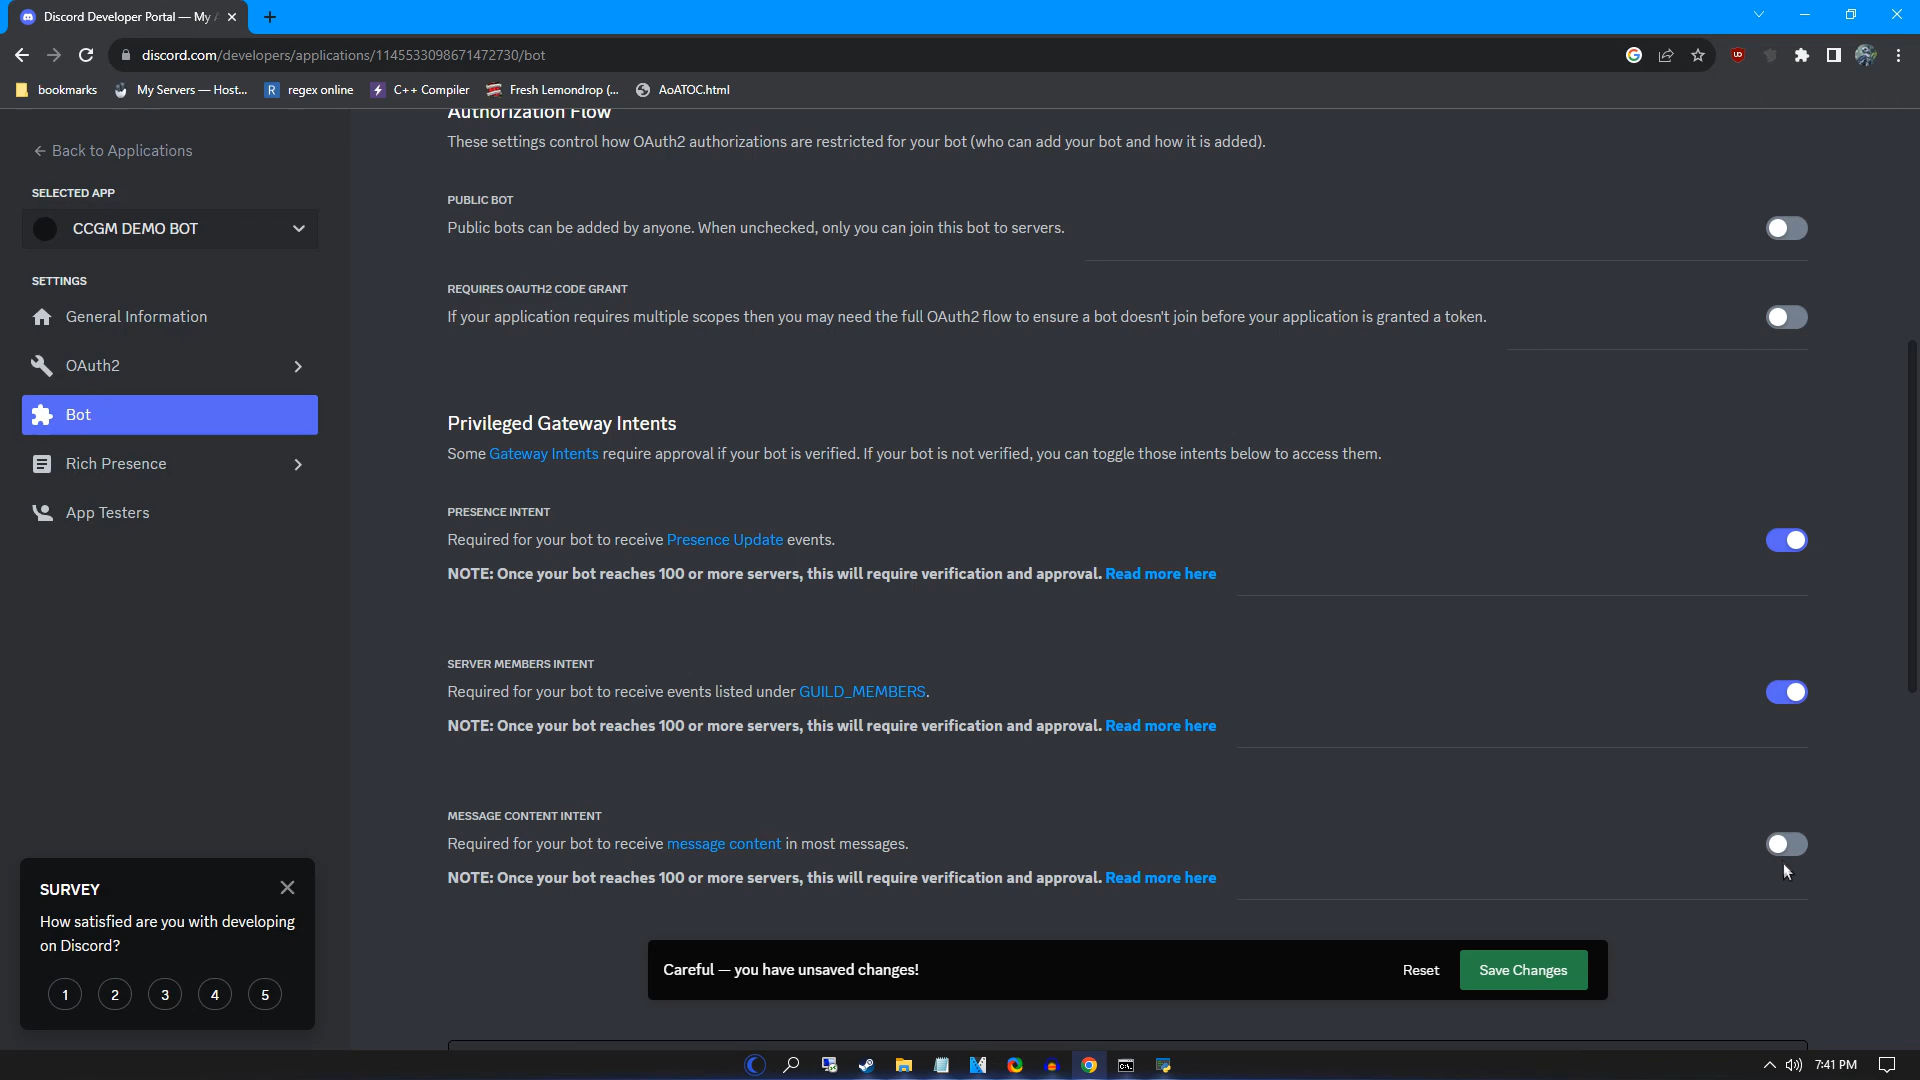 Discord Developer Portal — My A
discord.com/developers/applications/1145533098671472730/bot
bookmarks
My Servers — Host...
R
regex online
C++ Compiler
Fresh Lemondrop (...
AoATOC.html
Authorization Flow
These settings control how OAuth2 authorizations are restricted for your bot (who can add your bot and how it is added).
← Back to Applications
SELECTED APP
CCGM DEMO BOT
SETTINGS
General Information
OAuth2
Bot
Rich Presence
App Testers
PUBLIC BOT
Public bots can be added by anyone. When unchecked, only you can join this bot to servers.
REQUIRES OAUTH2 CODE GRANT
If your application requires multiple scopes then you may need the full OAuth2 flow to ensure a bot doesn't join before your application is granted a token.
Privileged Gateway Intents
Some Gateway Intents require approval if your bot is verified. If your bot is not verified, you can toggle those intents below to access them.
PRESENCE INTENT
Required for your bot to receive Presence Update events.
NOTE: Once your bot reaches 100 or more servers, this will require verification and approval. Read more here
SERVER MEMBERS INTENT
Required for your bot to receive events listed under GUILD_MEMBERS.
NOTE: Once your bot reaches 100 or more servers, this will require verification and approval. Read more here
MESSAGE CONTENT INTENT
Required for your bot to receive message content in most messages.
NOTE: Once your bot reaches 100 or more servers, this will require verification and approval. Read more here
SURVEY
How satisfied are you with developing
on Discord?
1 2 3 4 5
Careful — you have unsaved changes!
Reset
Save Changes
7:41 PM